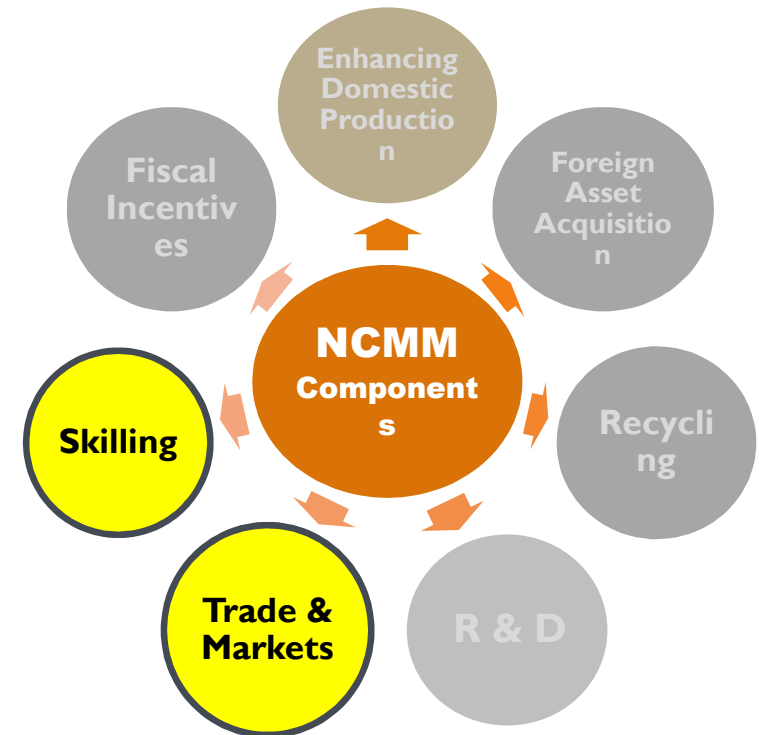 Enhancing
Domestic
Productio
n
Foreign
Asset
Acquisitio
n
Recycli
ng
R & D
Trade &
Markets
Skilling
Fiscal
Incentiv
es
NCMM
Component
s